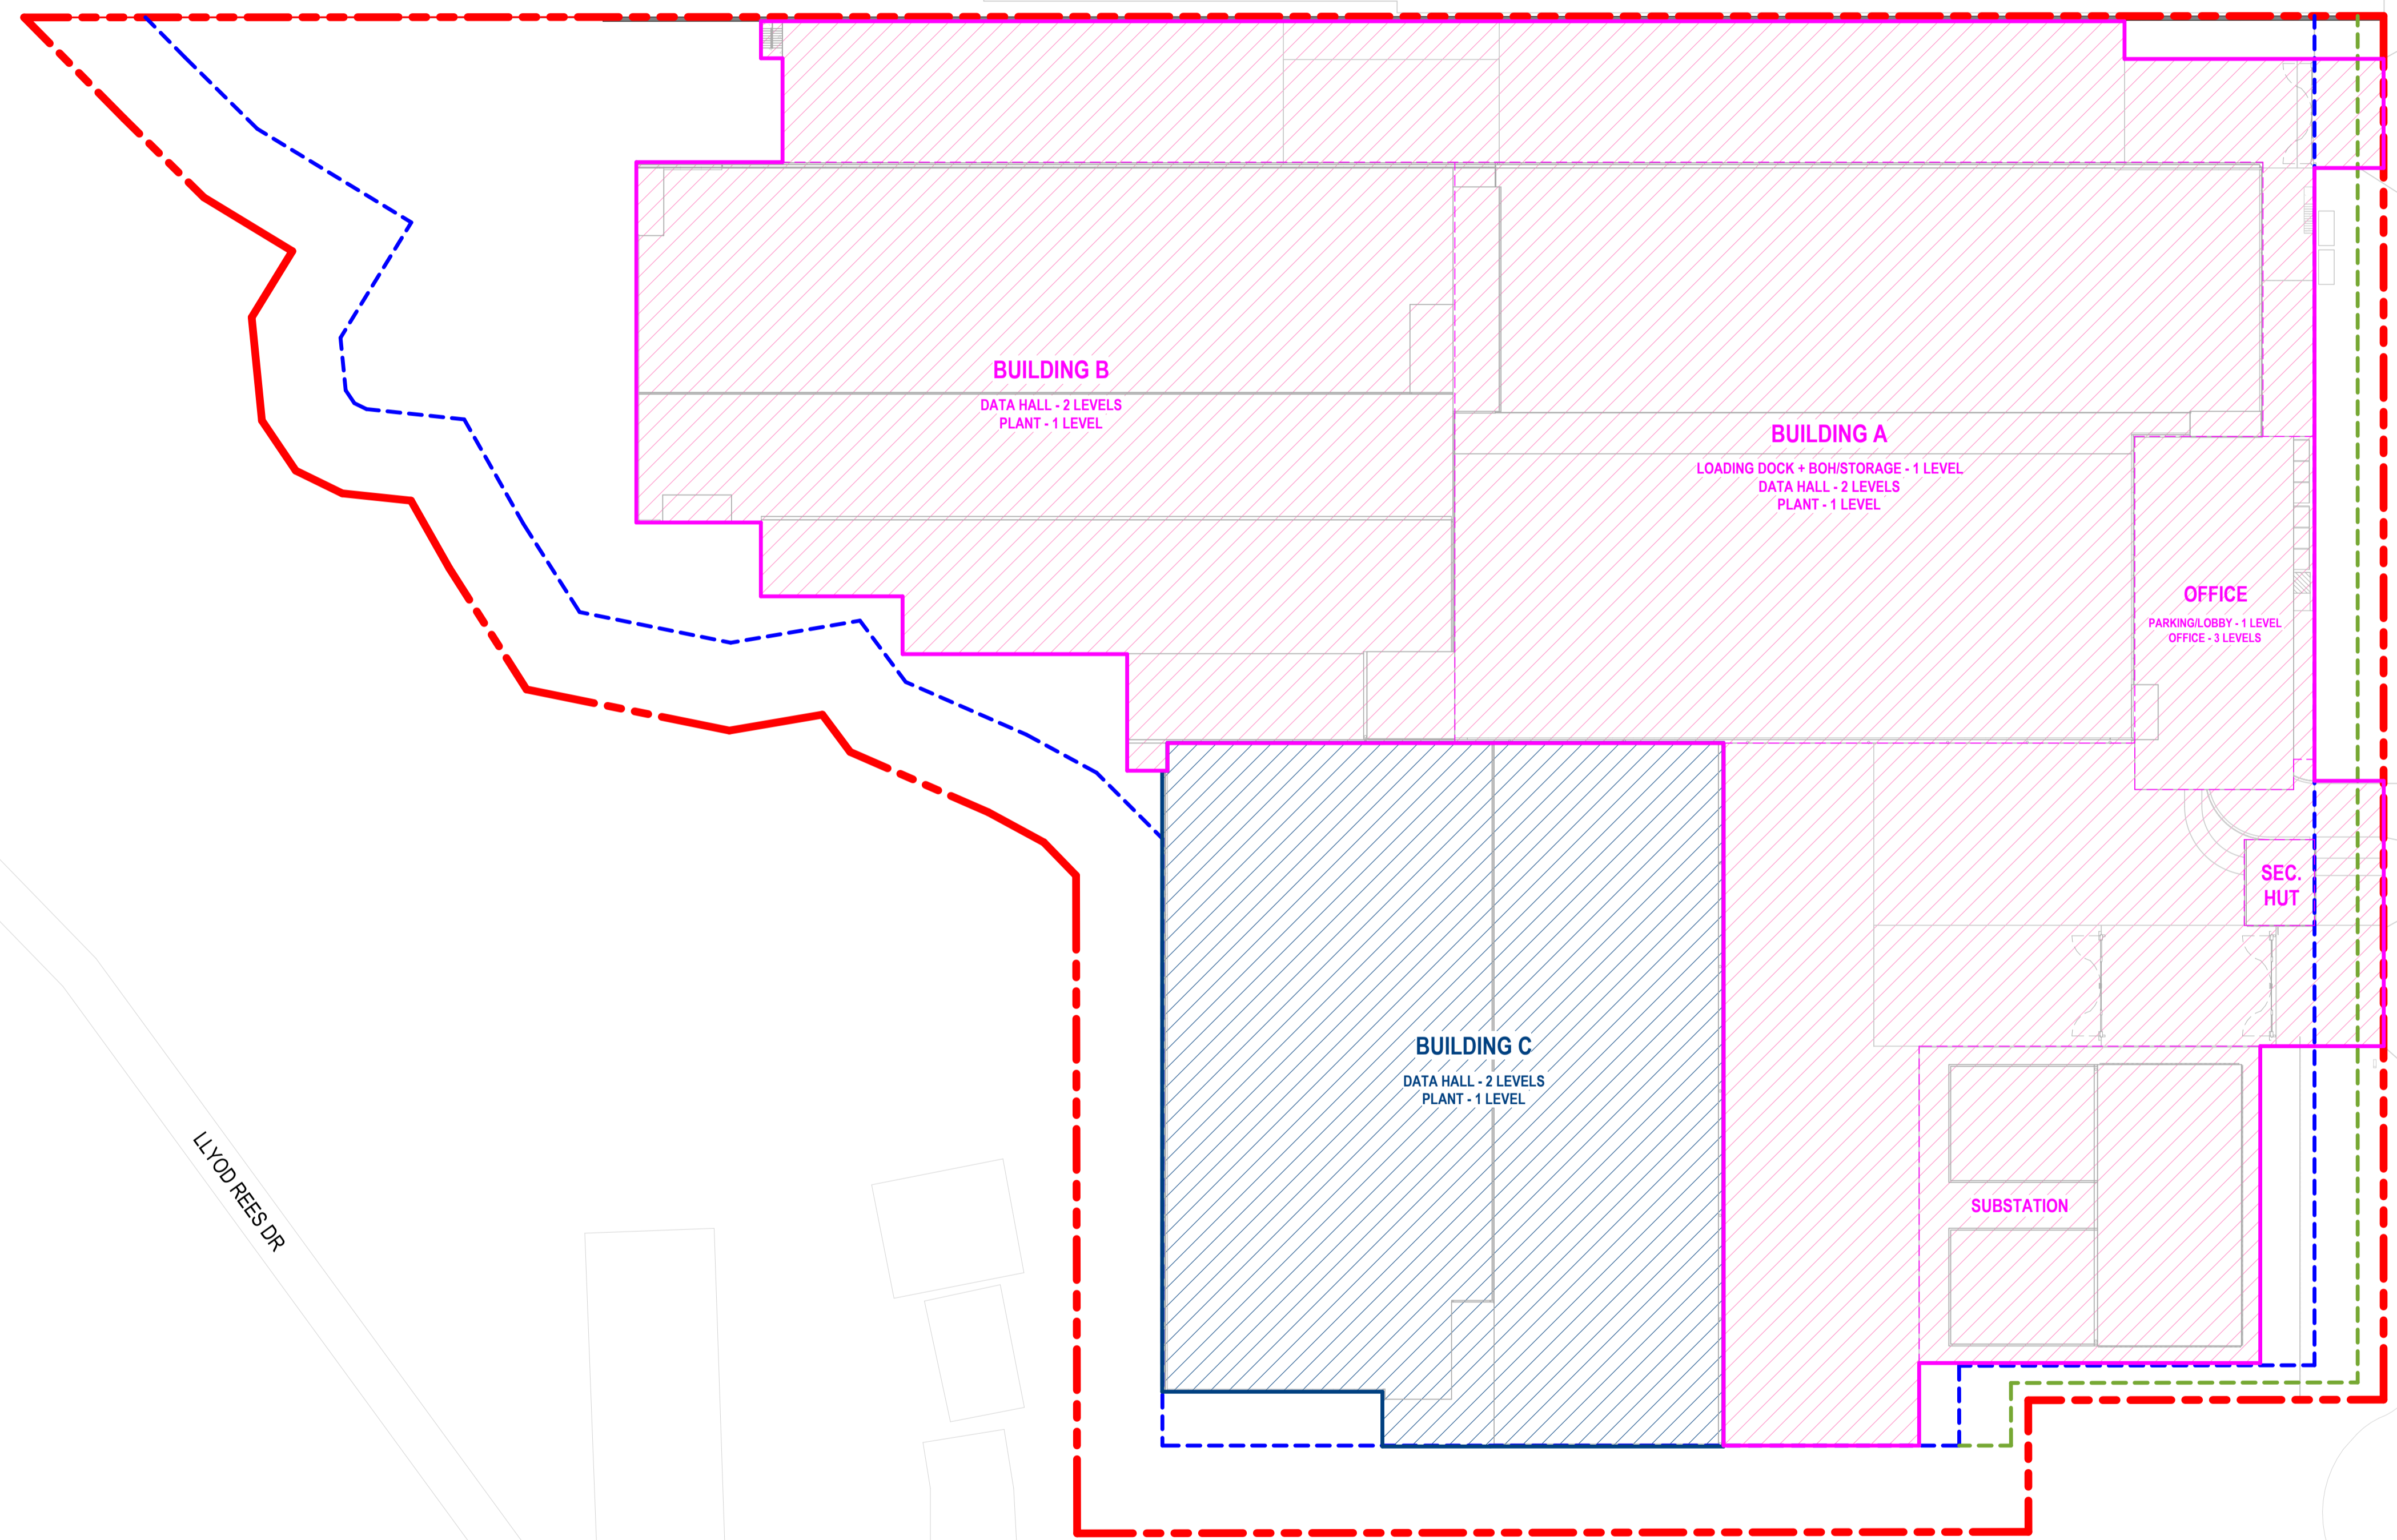 BUILDING B
DATA HALL - 2 LEVELS
PLANT - 1 LEVEL
BUILDING A
LOADING DOCK + BOH/STORAGE - 1 LEVEL
DATA HALL - 2 LEVELS
PLANT - 1 LEVEL
OFFICE
PARKING/LOBBY - 1 LEVEL
OFFICE - 3 LEVELS
SEC.
HUT
BUILDING C
DATA HALL - 2 LEVELS
PLANT - 1 LEVEL
SUBSTATION
LLYOD REES DR